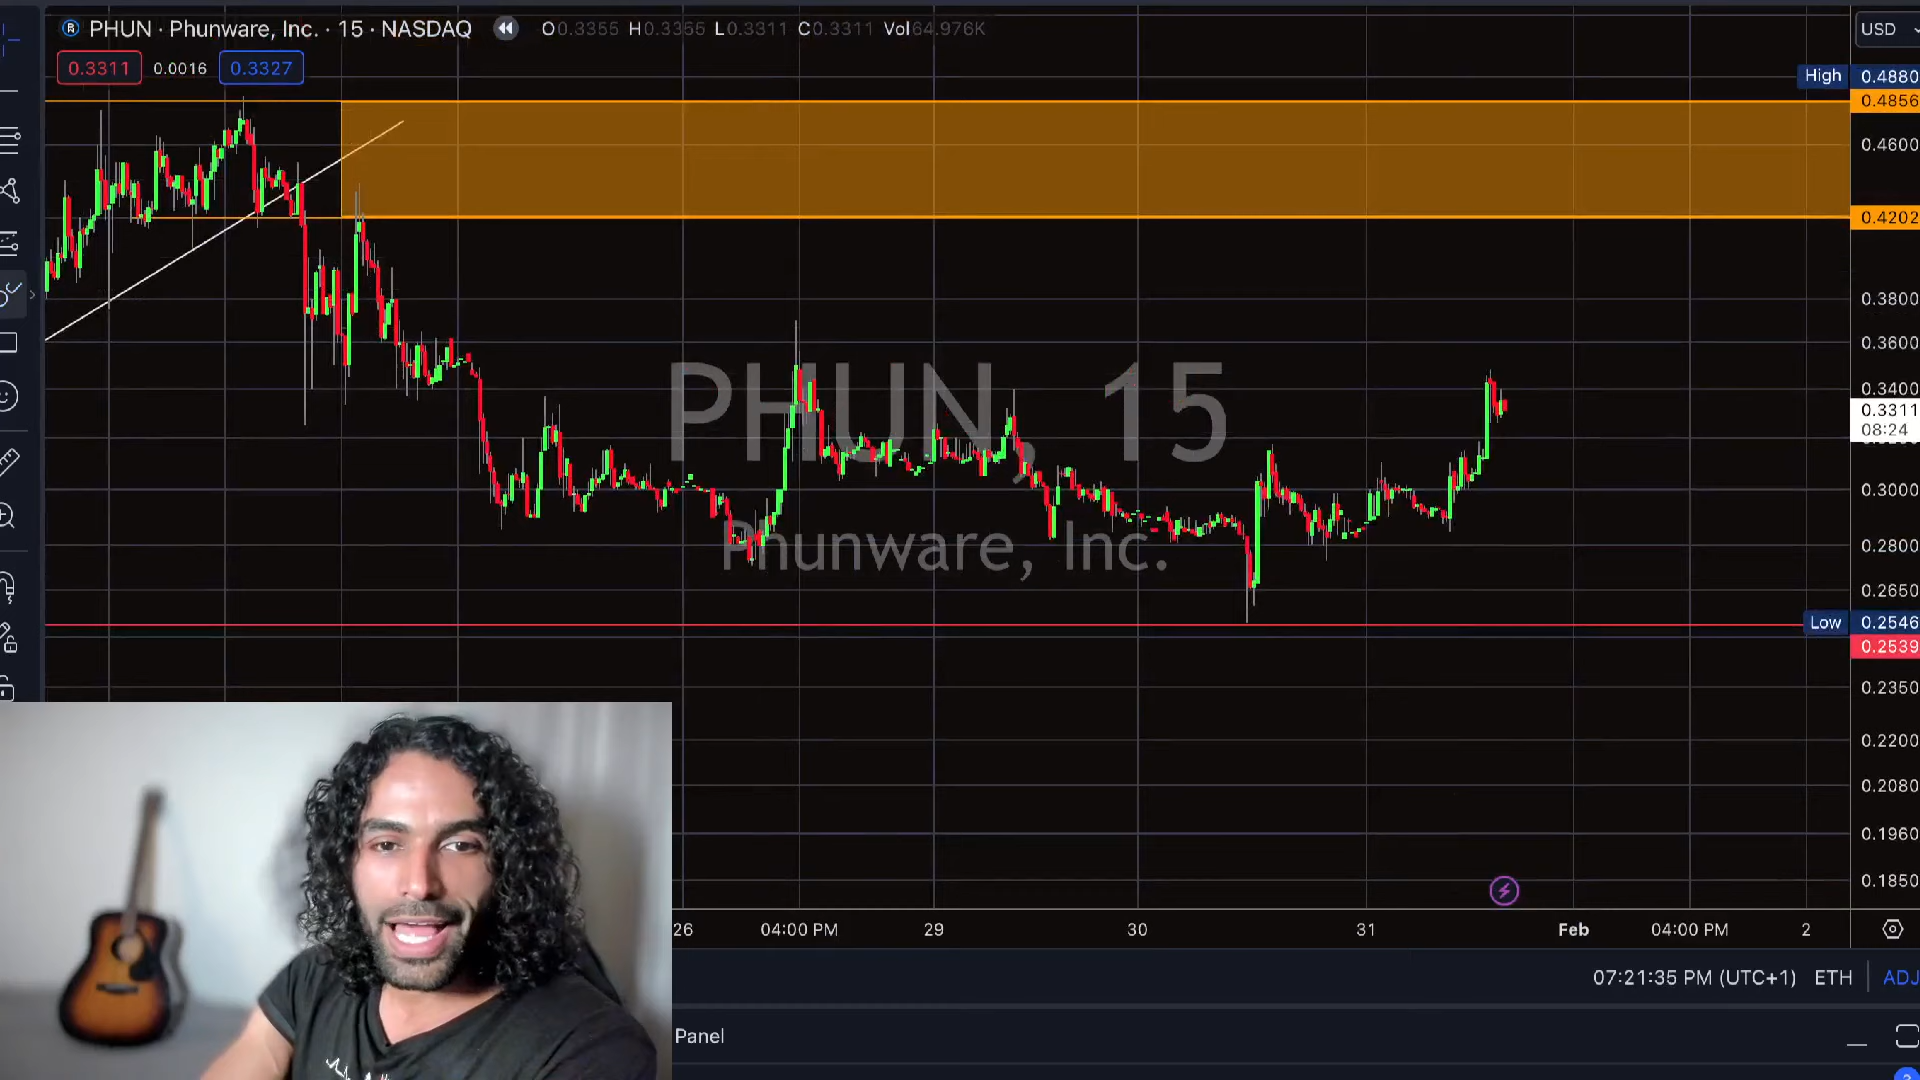 PHUN · Phunware, Inc. · 15 · NASDAQ O0.3355 H0.3355 L0.3311 C0.3311 Vol64.976K
USD
0.3311 0.0016 0.3327
High 0.4880
0.4856
0.4600
0.4202
0.3800
0.3600
0.3400
0.3311
08:24
0.3000
0.2800
0.2650
Low 0.2546
0.2539
0.2350
0.2200
0.2080
0.1960
0.1850
PHUN, 15
Phunware, Inc.
26 04:00 PM 29 30 31 Feb 04:00 PM 2
07:21:35 PM (UTC+1) ETH ADJ
Panel